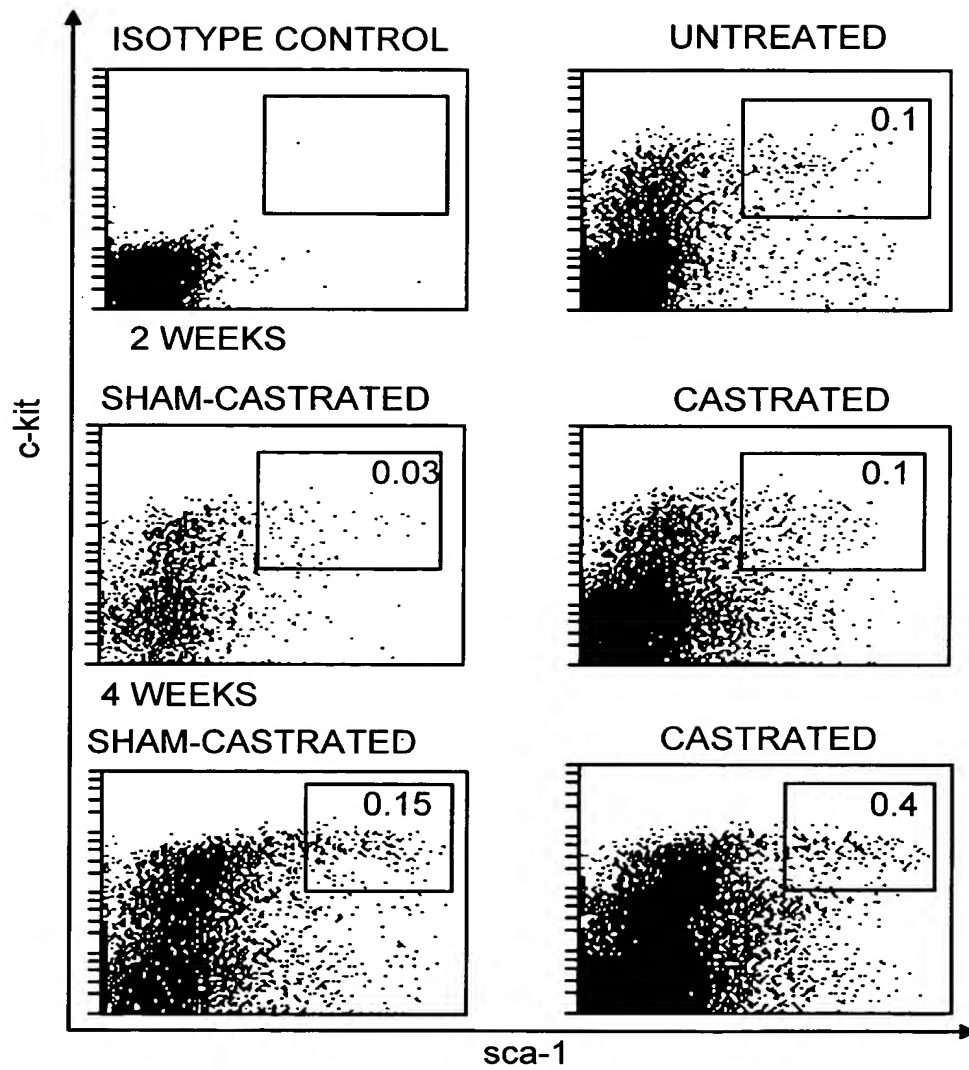 ISOTYPE CONTROL
UNTREATED
0.1
2 WEEKS
SHAM-CASTRATED
CASTRATED
0.03
0.1
c-kit
4 WEEKS
SHAM-CASTRATED
CASTRATED
0.15
0.4
sca-1